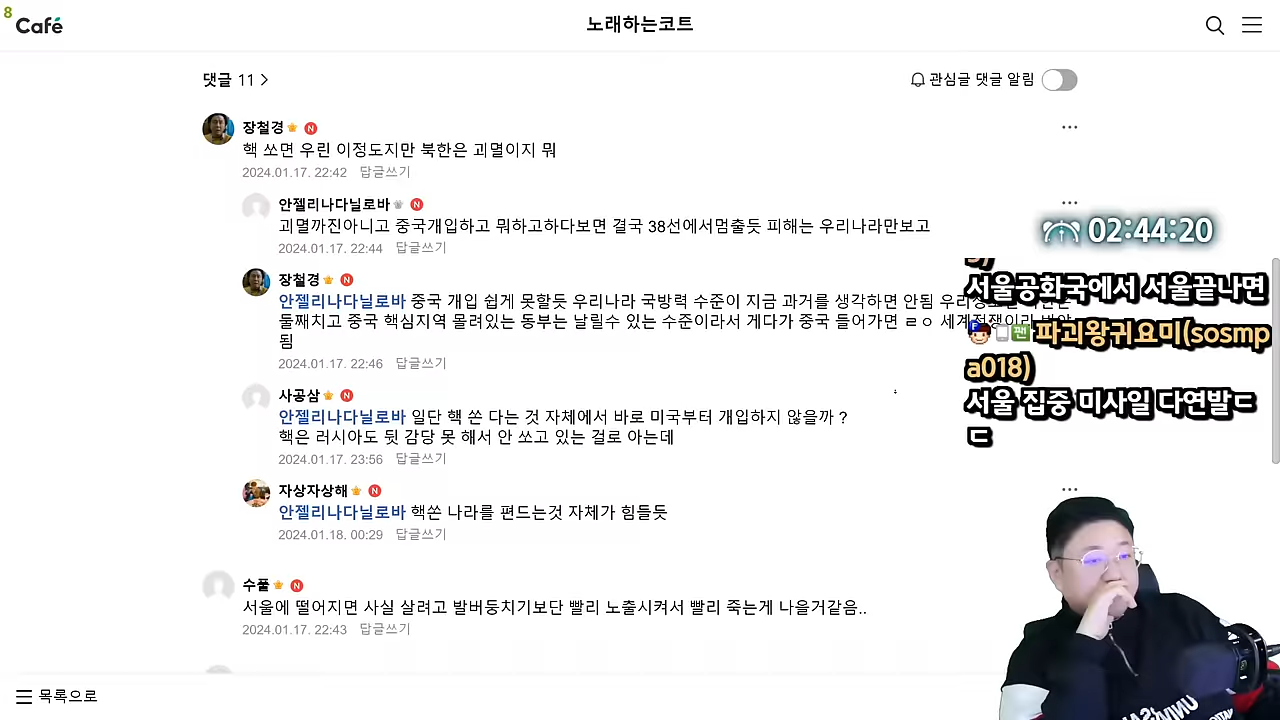 8
Café
노래하는코트
댓글 11
관심글 댓글 알림
장철경 N
핵 쏘면 우린 이정도지만 북한은 괴멸이지 뭐
2024.01.17. 22:42 답글쓰기
안젤리나다닐로바 N
괴멸까진아니고 중국개입하고 뭐하고하다보면 결국 38선에서멈출듯 피해는 우리나라만보고
2024.01.17. 22:44 답글쓰기
02:44:20
장철경 N
안젤리나다닐로바 중국 개입 쉽게 못할듯 우리나라 국방력 수준이 지금 과거를 생각하면 안됨
둘째치고 중국 핵심지역 몰려있는 동부는 날릴수 있는 수준이라서 게다가 중국 들어가면 ㄹㅇ 세계전쟁이라
됨
2024.01.17. 22:46 답글쓰기
서울공화국에서 서울끝나면
팬 파괴왕귀요미(sosmp
a018)
서울 집중 미사일 다연발ㄷ
ㄷ
사공삼 N
안젤리나다닐로바 일단 핵 쏜 다는 것 자체에서 바로 미국부터 개입하지 않을까 ?
핵은 러시아도 뒷 감당 못 해서 안 쏘고 있는 걸로 아는데
2024.01.17. 23:56 답글쓰기
자상자상해 N
안젤리나다닐로바 핵쏜 나라를 편드는것 자체가 힘들듯
2024.01.18. 00:29 답글쓰기
수풀 N
서울에 떨어지면 사실 살려고 발버둥치기보단 빨리 노출시켜서 빨리 죽는게 나을거같음..
2024.01.17. 22:43 답글쓰기
목록으로